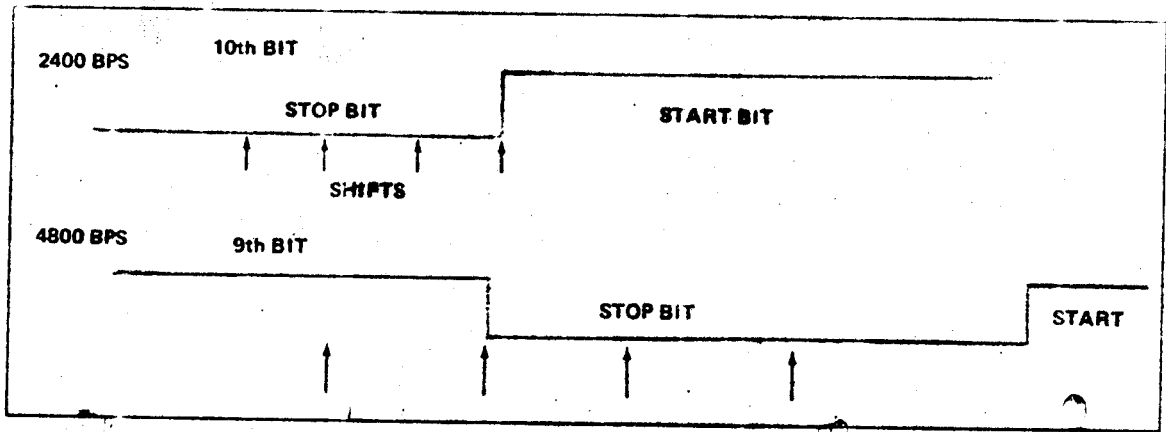 10th BIT
2400 BPS
STOP BIT
START BIT
SHIFTS
4800 BPS
9th BIT
STOP BIT
START